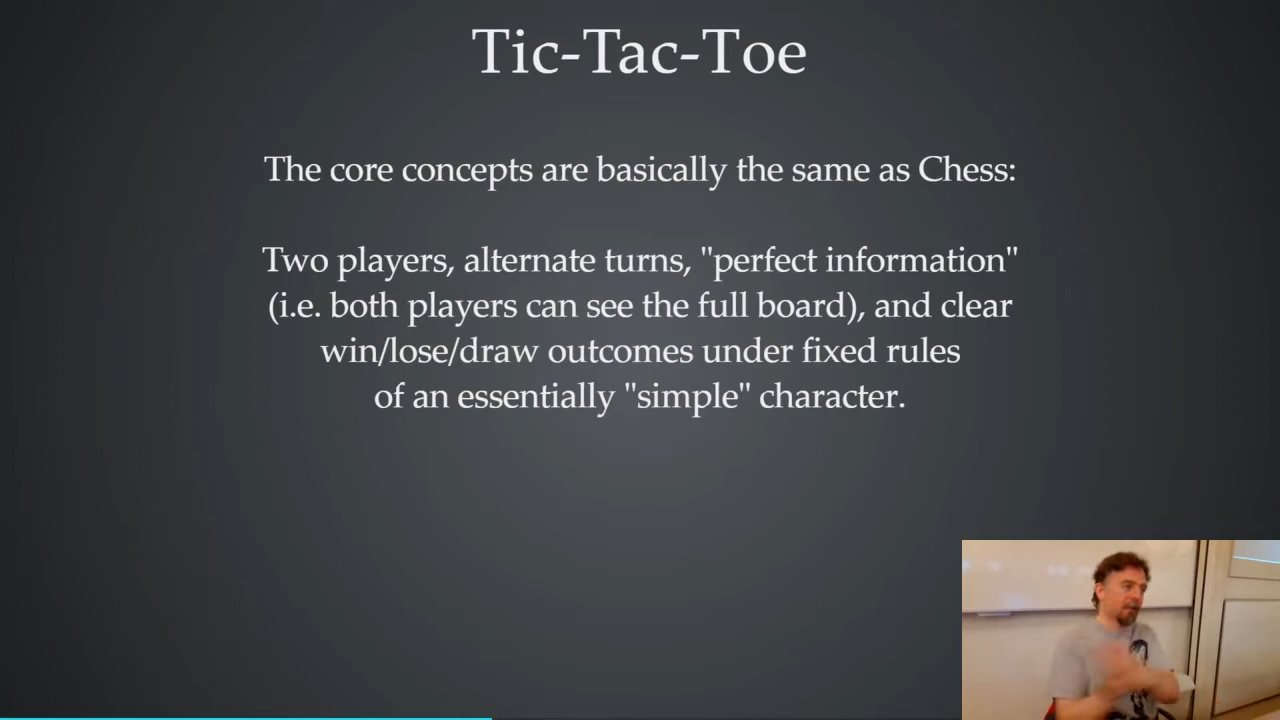 Tic-Tac-Toe
The core concepts are basically the same as Chess:
Two players, alternate turns, "perfect information"
(i.e. both players can see the full board), and clear
win/lose/draw outcomes under fixed rules
of an essentially "simple" character.